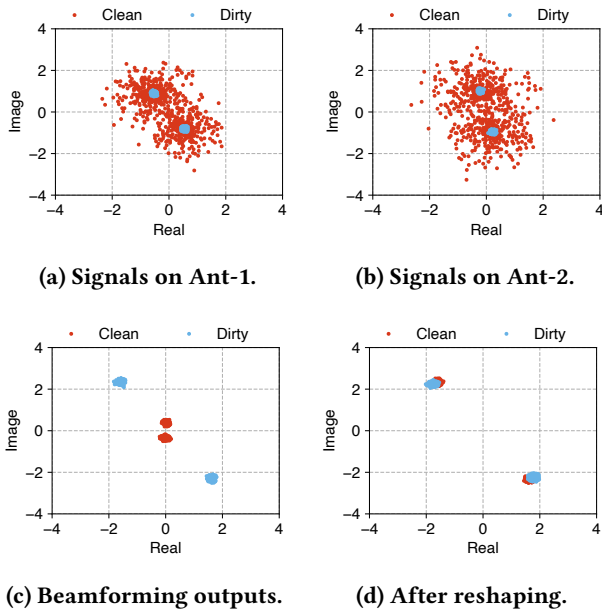 Clean Dirty
4
2
0
−2
−4
−4 −2 0 2 4
Image
Real
(a) Signals on Ant-1.
Clean Dirty
4
2
0
−2
−4
−4 −2 0 2 4
Image
Real
(b) Signals on Ant-2.
Clean Dirty
4
2
0
−2
−4
−4 −2 0 2 4
Image
Real
(c) Beamforming outputs.
Clean Dirty
4
2
0
−2
−4
−4 −2 0 2 4
Image
Real
(d) After reshaping.